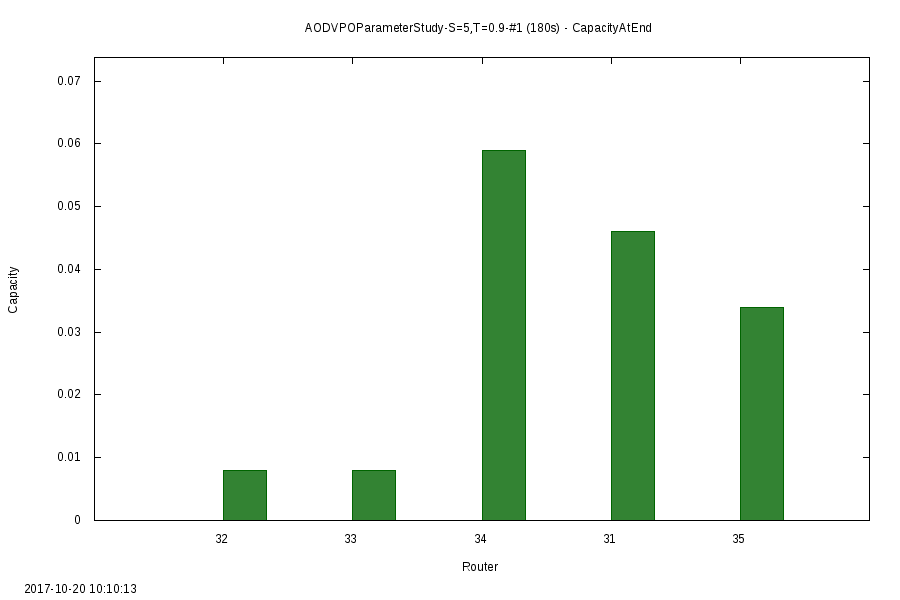 AODVPOParameterStudy-S=5,T=0.9-#1 (180s) - CapacityAtEnd
0.07
0.06
0.05
0.04
0.03
0.02
0.01
0
Capacity
32 33 34 31 35
Router
2017-10-20 10:10:13